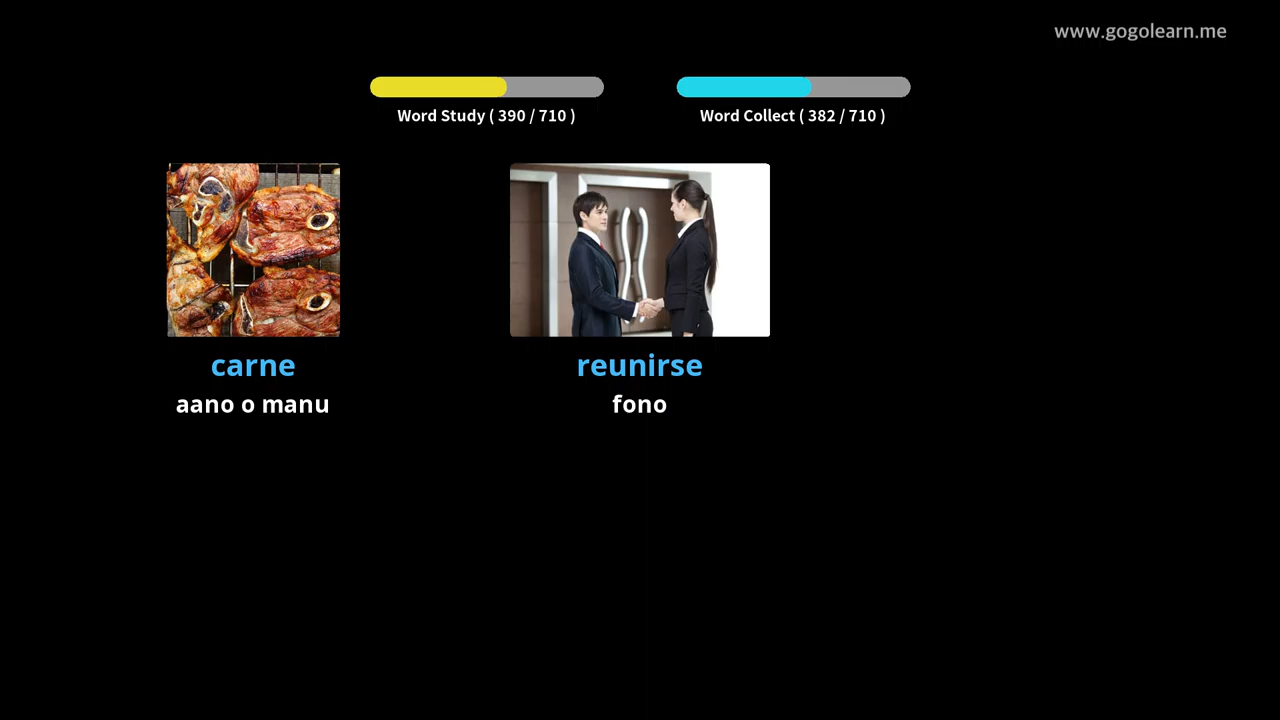 www.gogolearn.me
Word Study ( 390 / 710 )
Word Collect ( 382 / 710 )
carne
aano o manu
reunirse
fono